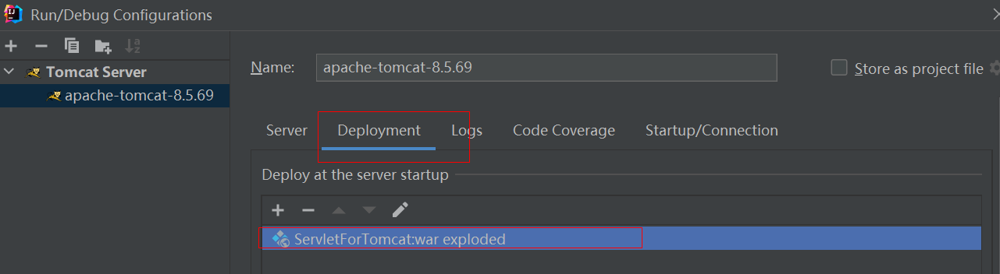 Run/Debug Configurations
Tomcat Server
apache-tomcat-8.5.69
Name: apache-tomcat-8.5.69 Store as project file
Server Deployment Logs Code Coverage Startup/Connection
Deploy at the server startup
ServletForTomcat:war exploded